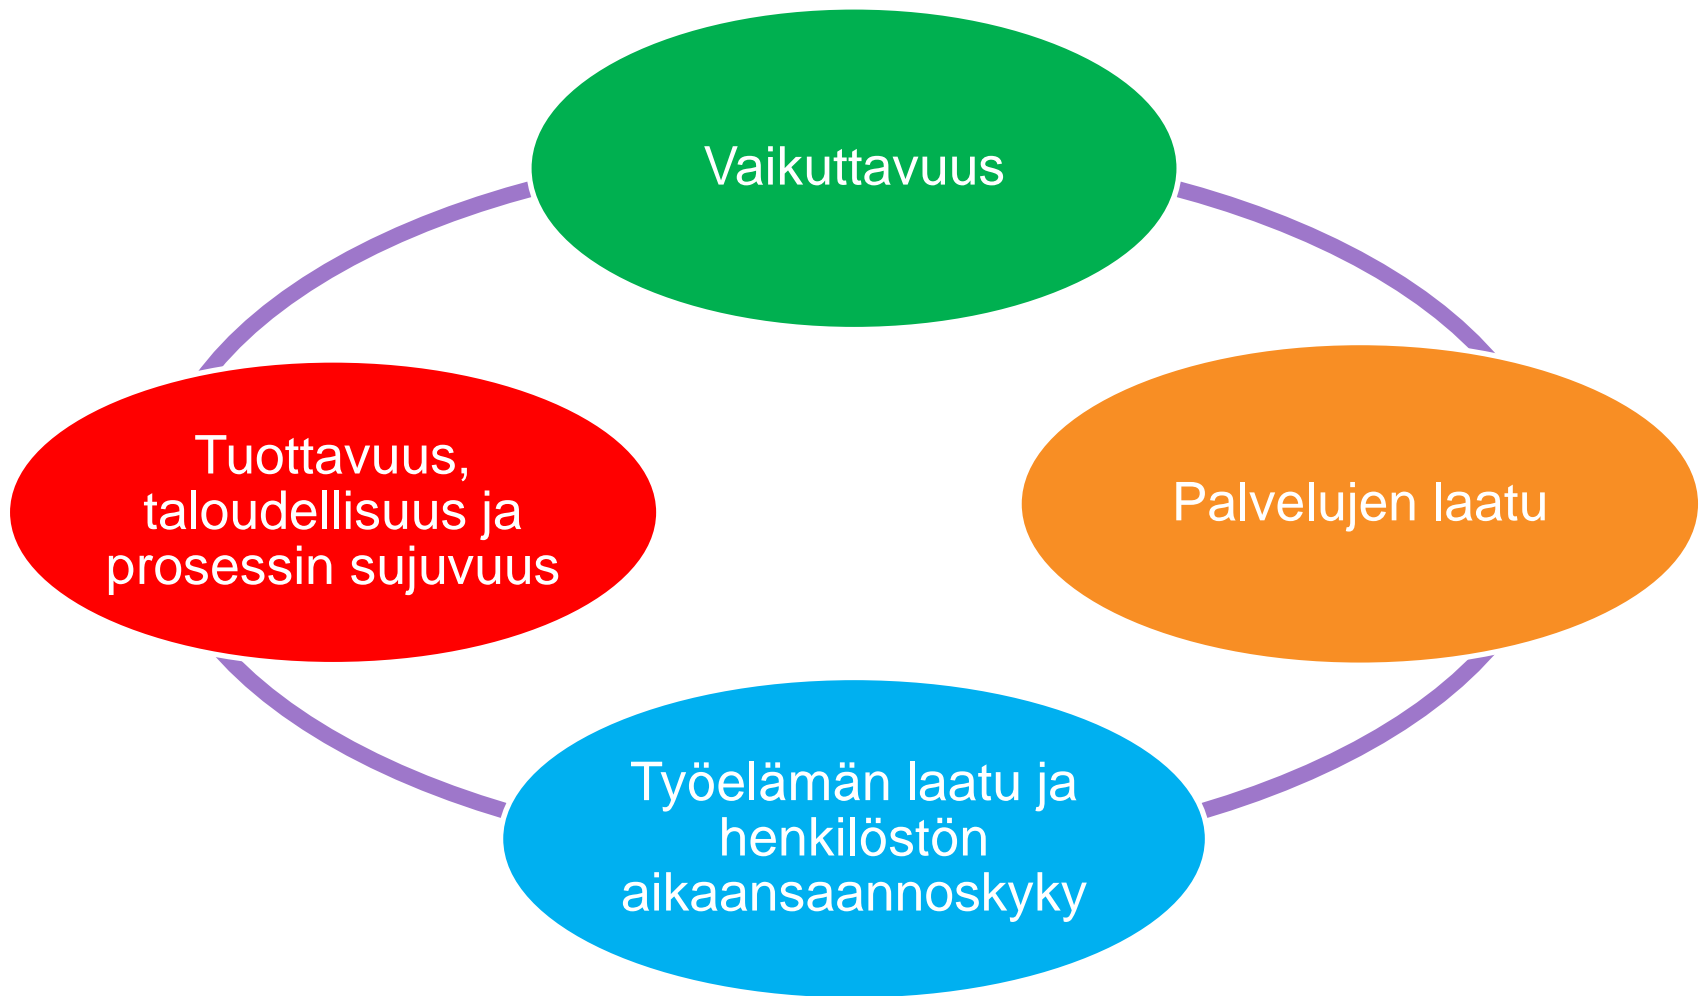 Vaikuttavuus
Tuottavuus,
taloudellisuus ja
prosessin sujuvuus
Palvelujen laatu
Työelämän laatu ja
henkilöstön
aikaansaannoskyky